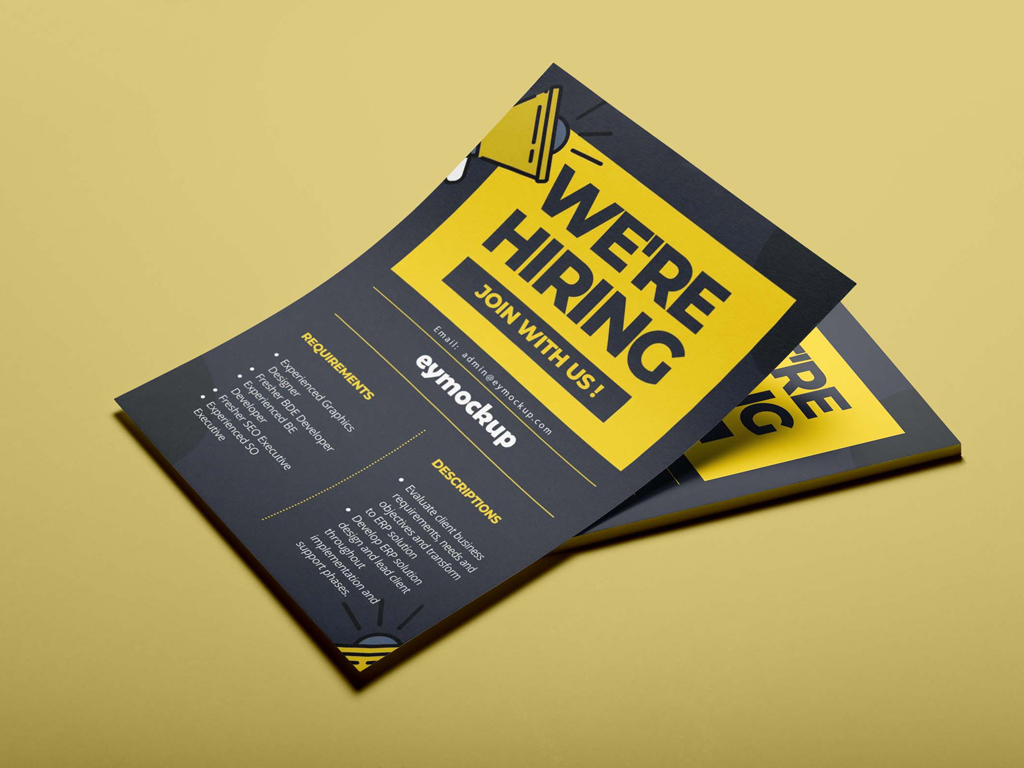 WE'RE
HIRING
JOIN WITH US !
Email: admin@eymockup.com
eymockup
REQUIREMENTS
• Experienced Graphics
Designer
• Fresher BDE Developer
• Experienced BE
Developer
• Fresher SEO Executive
• Experienced SO
Executive
DESCRIPTIONS
• Evaluate client business
requirements, needs and
objectives and transform
to ERP solution
• Develop ERP solution
design and lead client
throughout
implementation and
support phases.